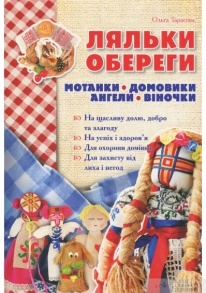 Ольга Тарасова
ЛЯЛЬКИ
ОБЕРЕГИ
МОТАНКИ • ДОМОВИКИ
АНГЕЛИ • ВІНОЧКИ
На щасливу долю, добро
та злагоду
На успіх і здоров'я
Для охорони домівки
Для захисту від
лиха і негод